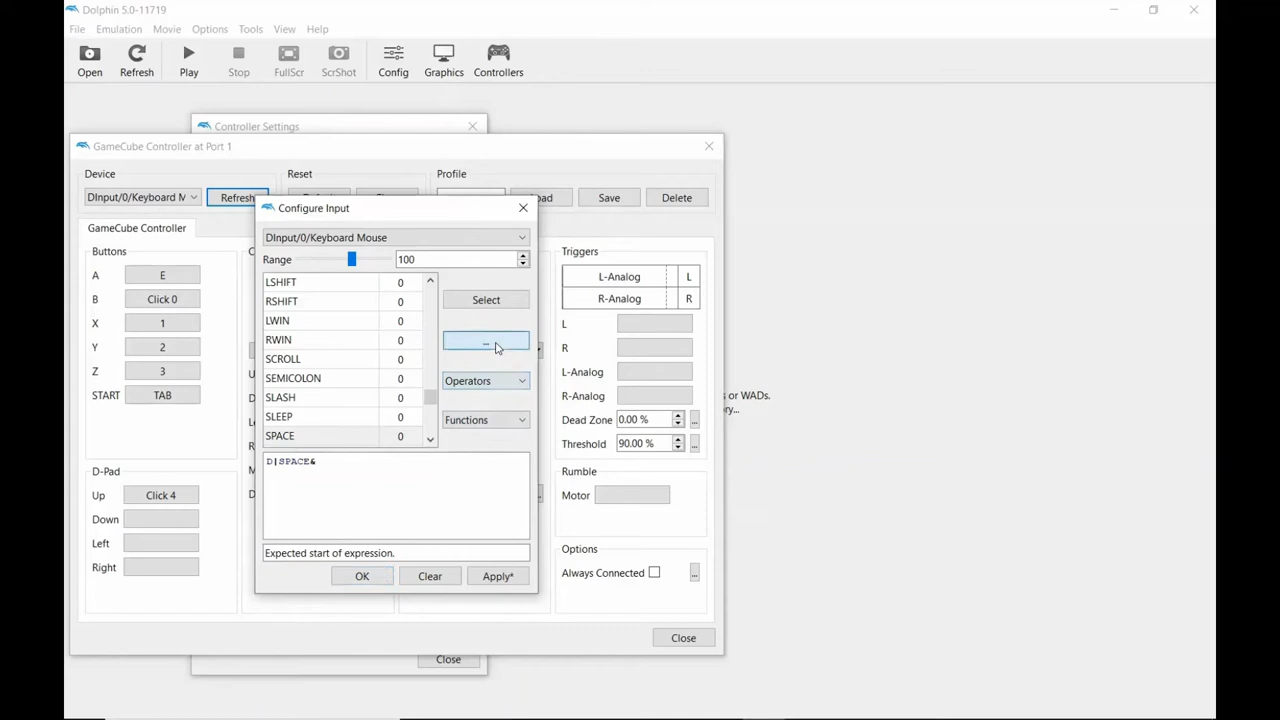 Dolphin 5.0-11719
File Emulation Movie Options Tools View Help
Open Refresh Play Stop FullScr ScrShot Config Graphics Controllers
Controller Settings
GameCube Controller at Port 1
Device Reset Profile
DInput/0/Keyboard M Refresh Save Delete
Configure Input
GameCube Controller
DInput/0/Keyboard Mouse
Buttons
Range 100
Triggers
A E
L-Analog L
LSHIFT 0
B Click 0
R-Analog R
RSHIFT 0
Select
X 1
LWIN 0
L
Y 2
RWIN 0
...
R
Z 3
SCROLL 0
L-Analog
START TAB
SEMICOLON 0
Operators
R-Analog
SLASH 0
or WADs.
SLEEP 0
Functions
Dead Zone 0.00 % ...
SPACE 0
Threshold 90.00 % ...
D|SPACE&
D-Pad
Rumble
Up Click 4
Motor
Down
Left
Right
Expected start of expression.
Options
OK Clear Apply*
Always Connected ...
Close
Close